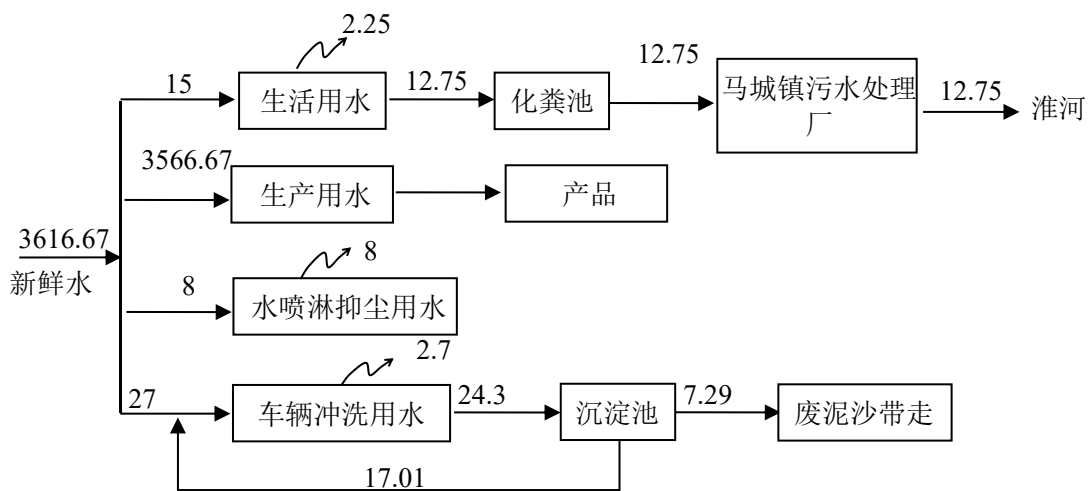 2.25
15
生活用水
12.75
化粪池
12.75
马城镇污水处理
厂
12.75
淮河
3566.67
生产用水
产品
3616.67
新鲜水
8
8
水喷淋抑尘用水
2.7
27
车辆冲洗用水
24.3
沉淀池
7.29
废泥沙带走
17.01